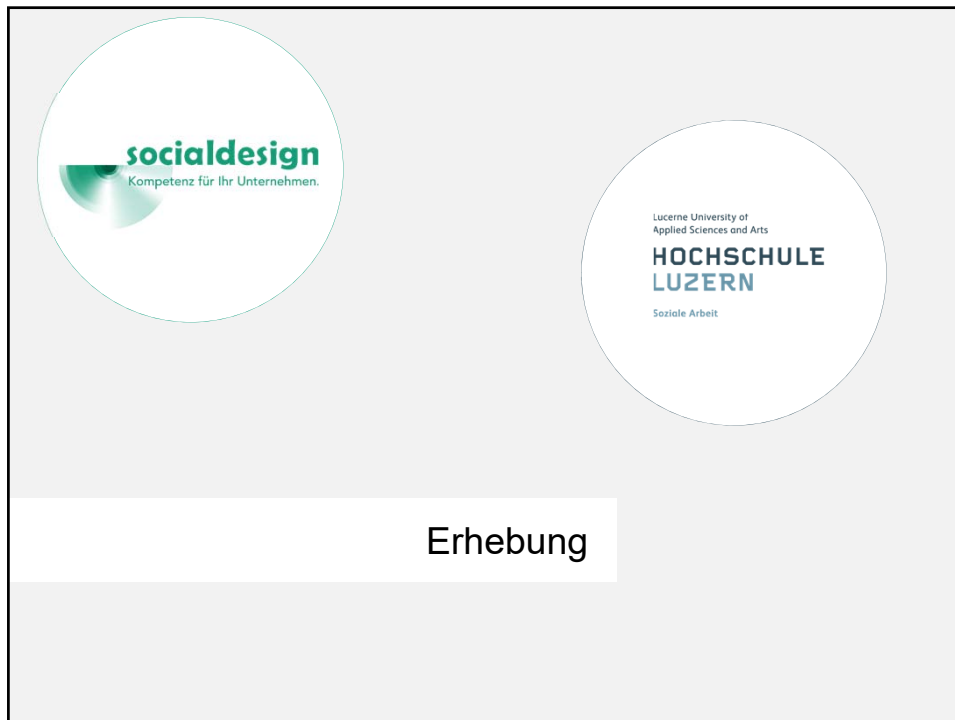 socialdesign
Kompetenz für Ihr Unternehmen.
Lucerne University of
Applied Sciences and Arts
HOCHSCHULE
LUZERN
Soziale Arbeit
Erhebung